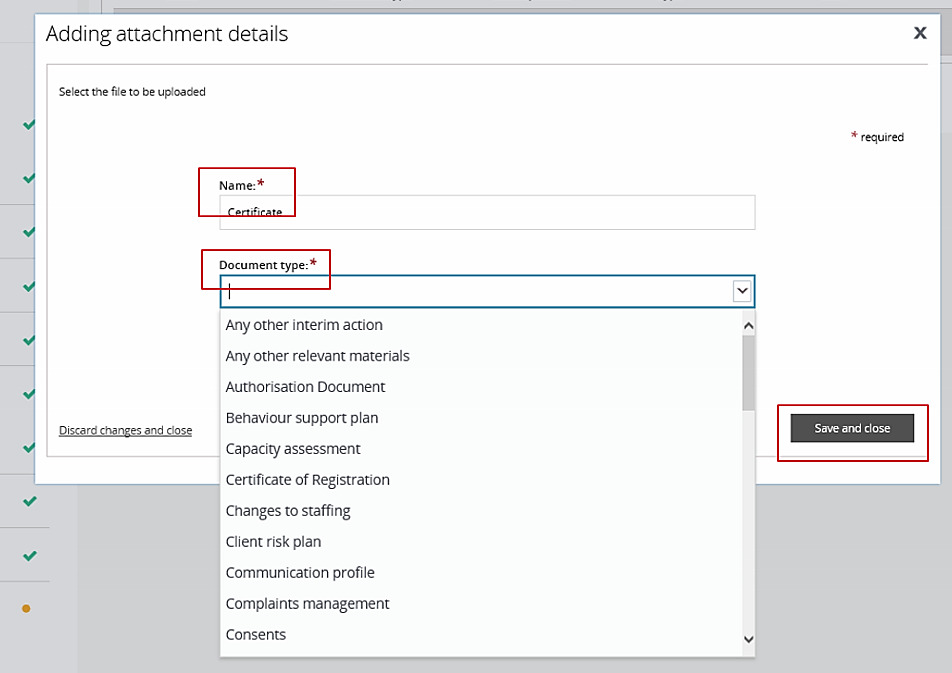 Adding attachment details
X
Select the file to be uploaded
* required
Name:*
Certificate
Document type:*
Any other interim action
Any other relevant materials
Authorisation Document
Behaviour support plan
Capacity assessment
Certificate of Registration
Changes to staffing
Client risk plan
Communication profile
Complaints management
Consents
Discard changes and close
Save and close